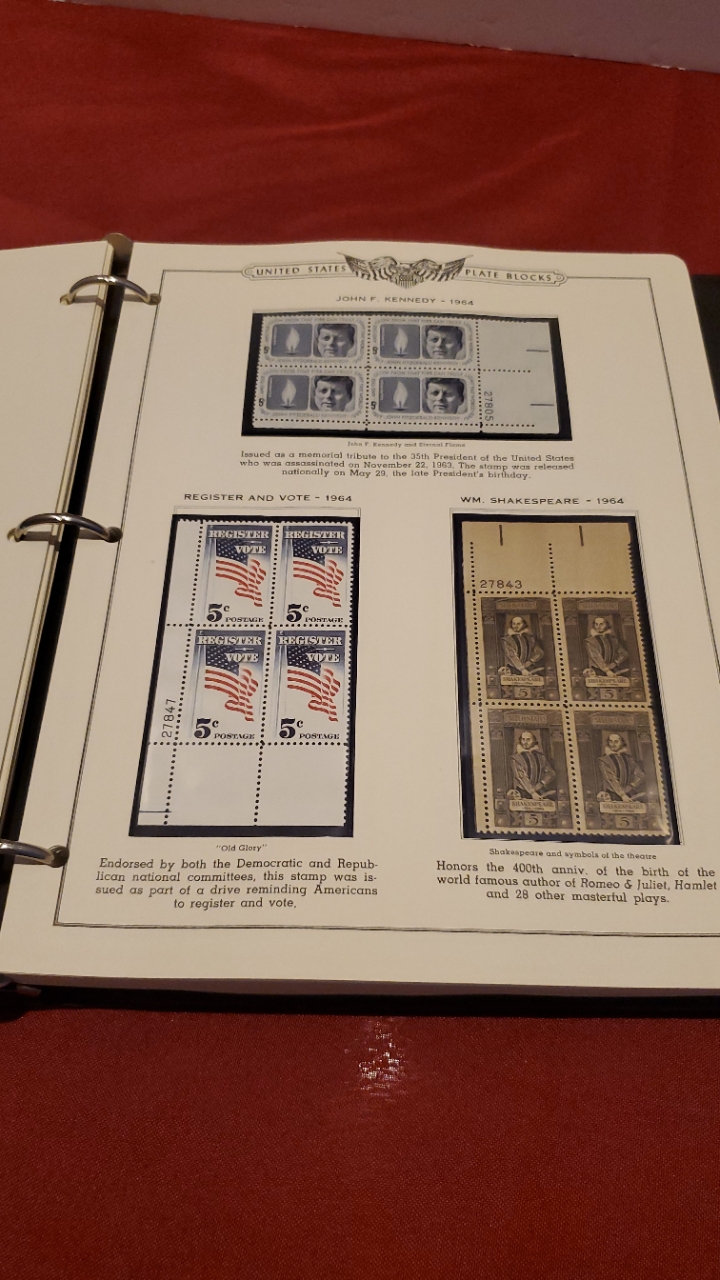 UNITED STATES PLATE BLOCKS
JOHN F. KENNEDY - 1964
27805
John F. Kennedy and Eternal Flame
Issued as a memorial tribute to the 35th President of the United States
who was assassinated on November 22, 1963. The stamp was released
nationally on May 29, the late President's birthday.
REGISTER AND VOTE - 1964
REGISTER
VOTE
5c POSTAGE
REGISTER
VOTE
5c POSTAGE
REGISTER
VOTE
5c POSTAGE
REGISTER
VOTE
5c POSTAGE
27847
"Old Glory"
Endorsed by both the Democratic and Repub-
lican national committees, this stamp was is-
sued as part of a drive reminding Americans
to register and vote.
WM. SHAKESPEARE - 1964
27843
SHAKESPEARE
5
SHAKESPEARE
5
SHAKESPEARE
5
SHAKESPEARE
5
Shakespeare and symbols of the theatre
Honors the 400th anniv. of the birth of the
world famous author of Romeo & Juliet, Hamlet
and 28 other masterful plays.